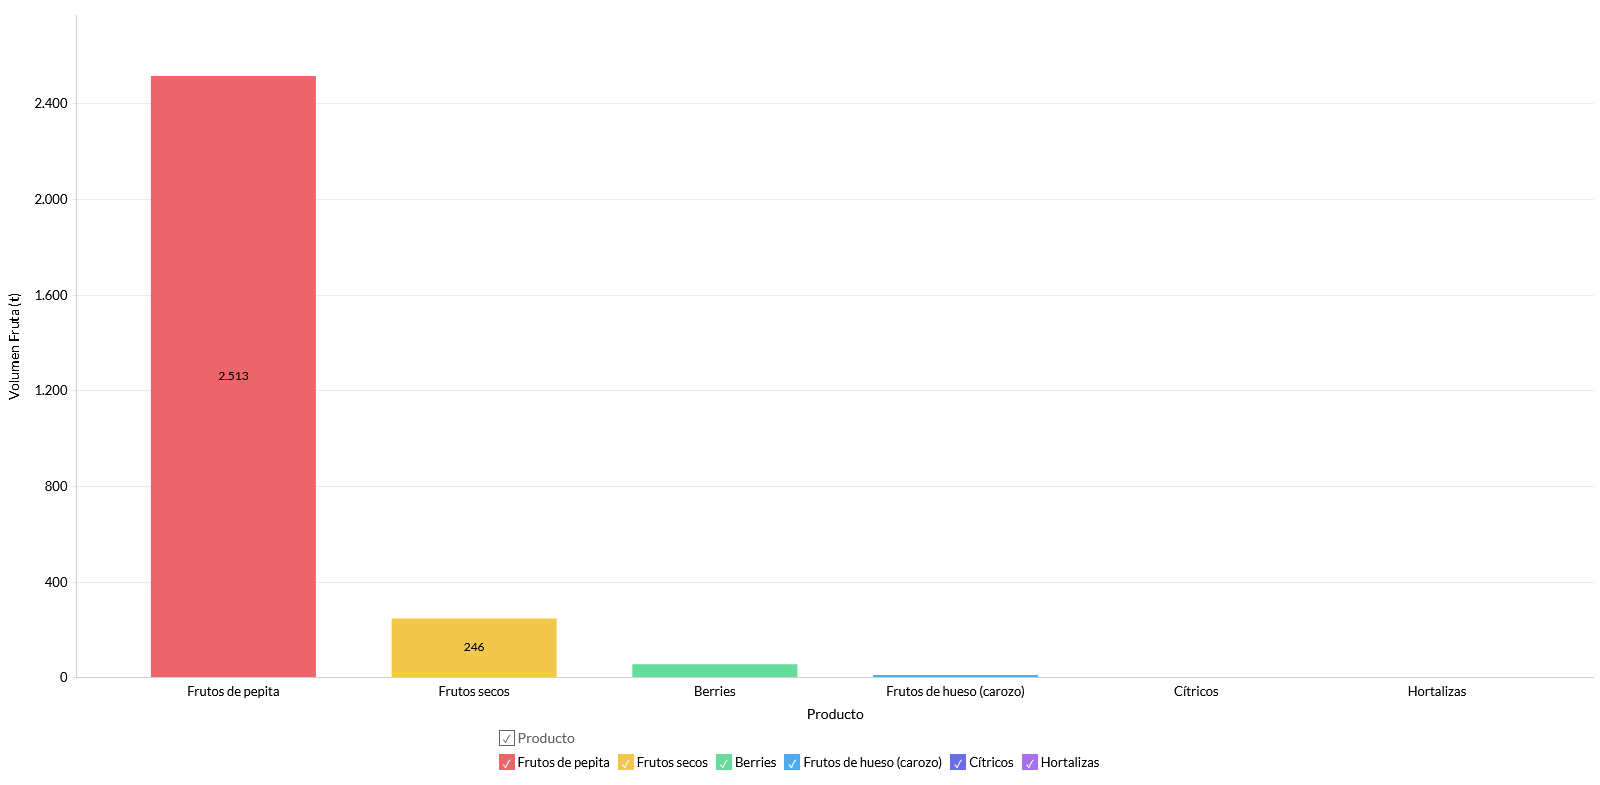 Volumen Fruta (t)
2.400
2.000
1.600
1.200
800
400
0
2.513
246
Frutos de pepita
Frutos secos
Berries
Frutos de hueso (carozo)
Cítricos
Hortalizas
Producto
✓ Producto
✓ Frutos de pepita ✓ Frutos secos ✓ Berries ✓ Frutos de hueso (carozo) ✓ Cítricos ✓ Hortalizas